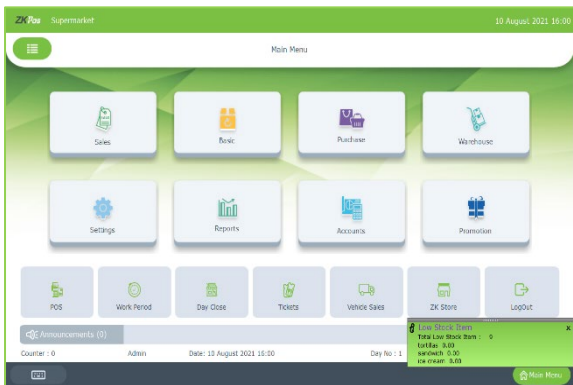 ZKPos Supermarket 10 August 2021 16:00
Main Menu
Sales Basic Purchase Warehouse
Settings Reports Accounts Promotion
POS Work Period Day Close Tickets Vehicle Sales ZK Store LogOut
Announcements (0)
Low Stock Item x
Total Low Stock Item : 0
tortillas 0.00
sandwich 0.00
ice cream 0.00
Counter : 0 Admin Date: 10 August 2021 16:00 Day No : 1
Main Menu